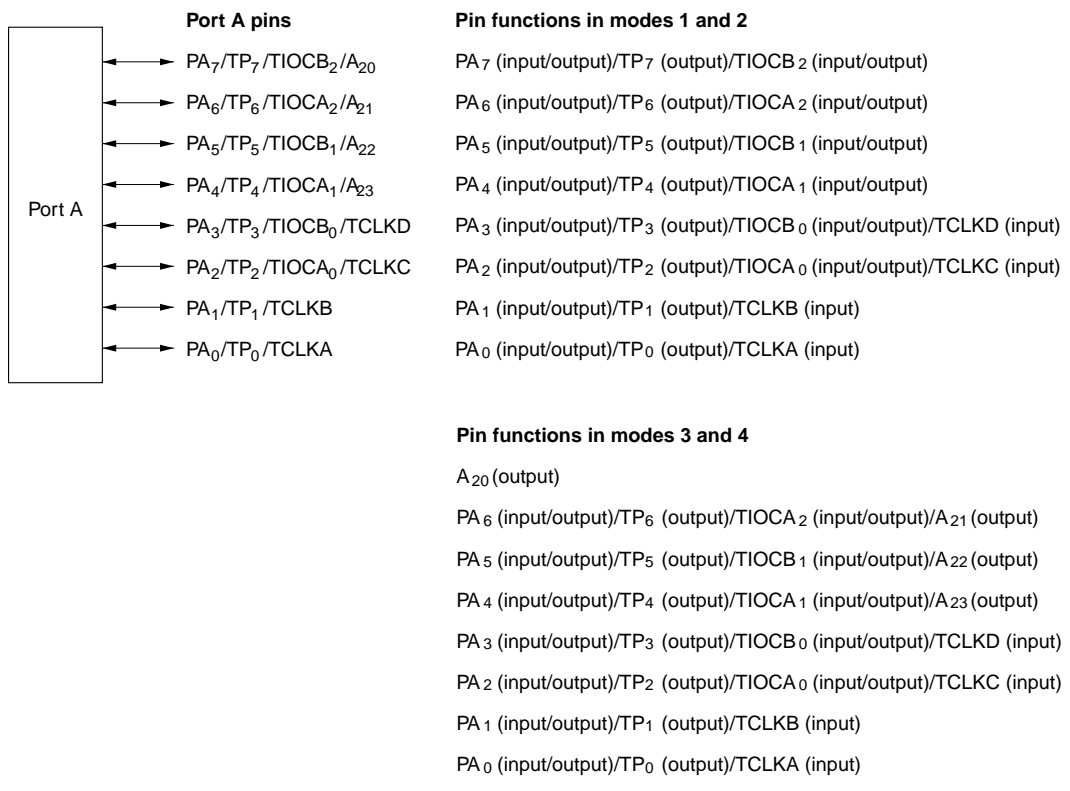 Port A pins Pin functions in modes 1 and 2
PA7/TP7/TIOCB2/A20 PA7 (input/output)/TP7 (output)/TIOCB2 (input/output)
PA6/TP6/TIOCA2/A21 PA6 (input/output)/TP6 (output)/TIOCA2 (input/output)
PA5/TP5/TIOCB1/A22 PA5 (input/output)/TP5 (output)/TIOCB1 (input/output)
PA4/TP4/TIOCA1/A23 PA4 (input/output)/TP4 (output)/TIOCA1 (input/output)
Port A
PA3/TP3/TIOCB0/TCLKD PA3 (input/output)/TP3 (output)/TIOCB0 (input/output)/TCLKD (input)
PA2/TP2/TIOCA0/TCLKC PA2 (input/output)/TP2 (output)/TIOCA0 (input/output)/TCLKC (input)
PA1/TP1/TCLKB PA1 (input/output)/TP1 (output)/TCLKB (input)
PA0/TP0/TCLKA PA0 (input/output)/TP0 (output)/TCLKA (input)
Pin functions in modes 3 and 4
A20 (output)
PA6 (input/output)/TP6 (output)/TIOCA2 (input/output)/A21 (output)
PA5 (input/output)/TP5 (output)/TIOCB1 (input/output)/A22 (output)
PA4 (input/output)/TP4 (output)/TIOCA1 (input/output)/A23 (output)
PA3 (input/output)/TP3 (output)/TIOCB0 (input/output)/TCLKD (input)
PA2 (input/output)/TP2 (output)/TIOCA0 (input/output)/TCLKC (input)
PA1 (input/output)/TP1 (output)/TCLKB (input)
PA0 (input/output)/TP0 (output)/TCLKA (input)